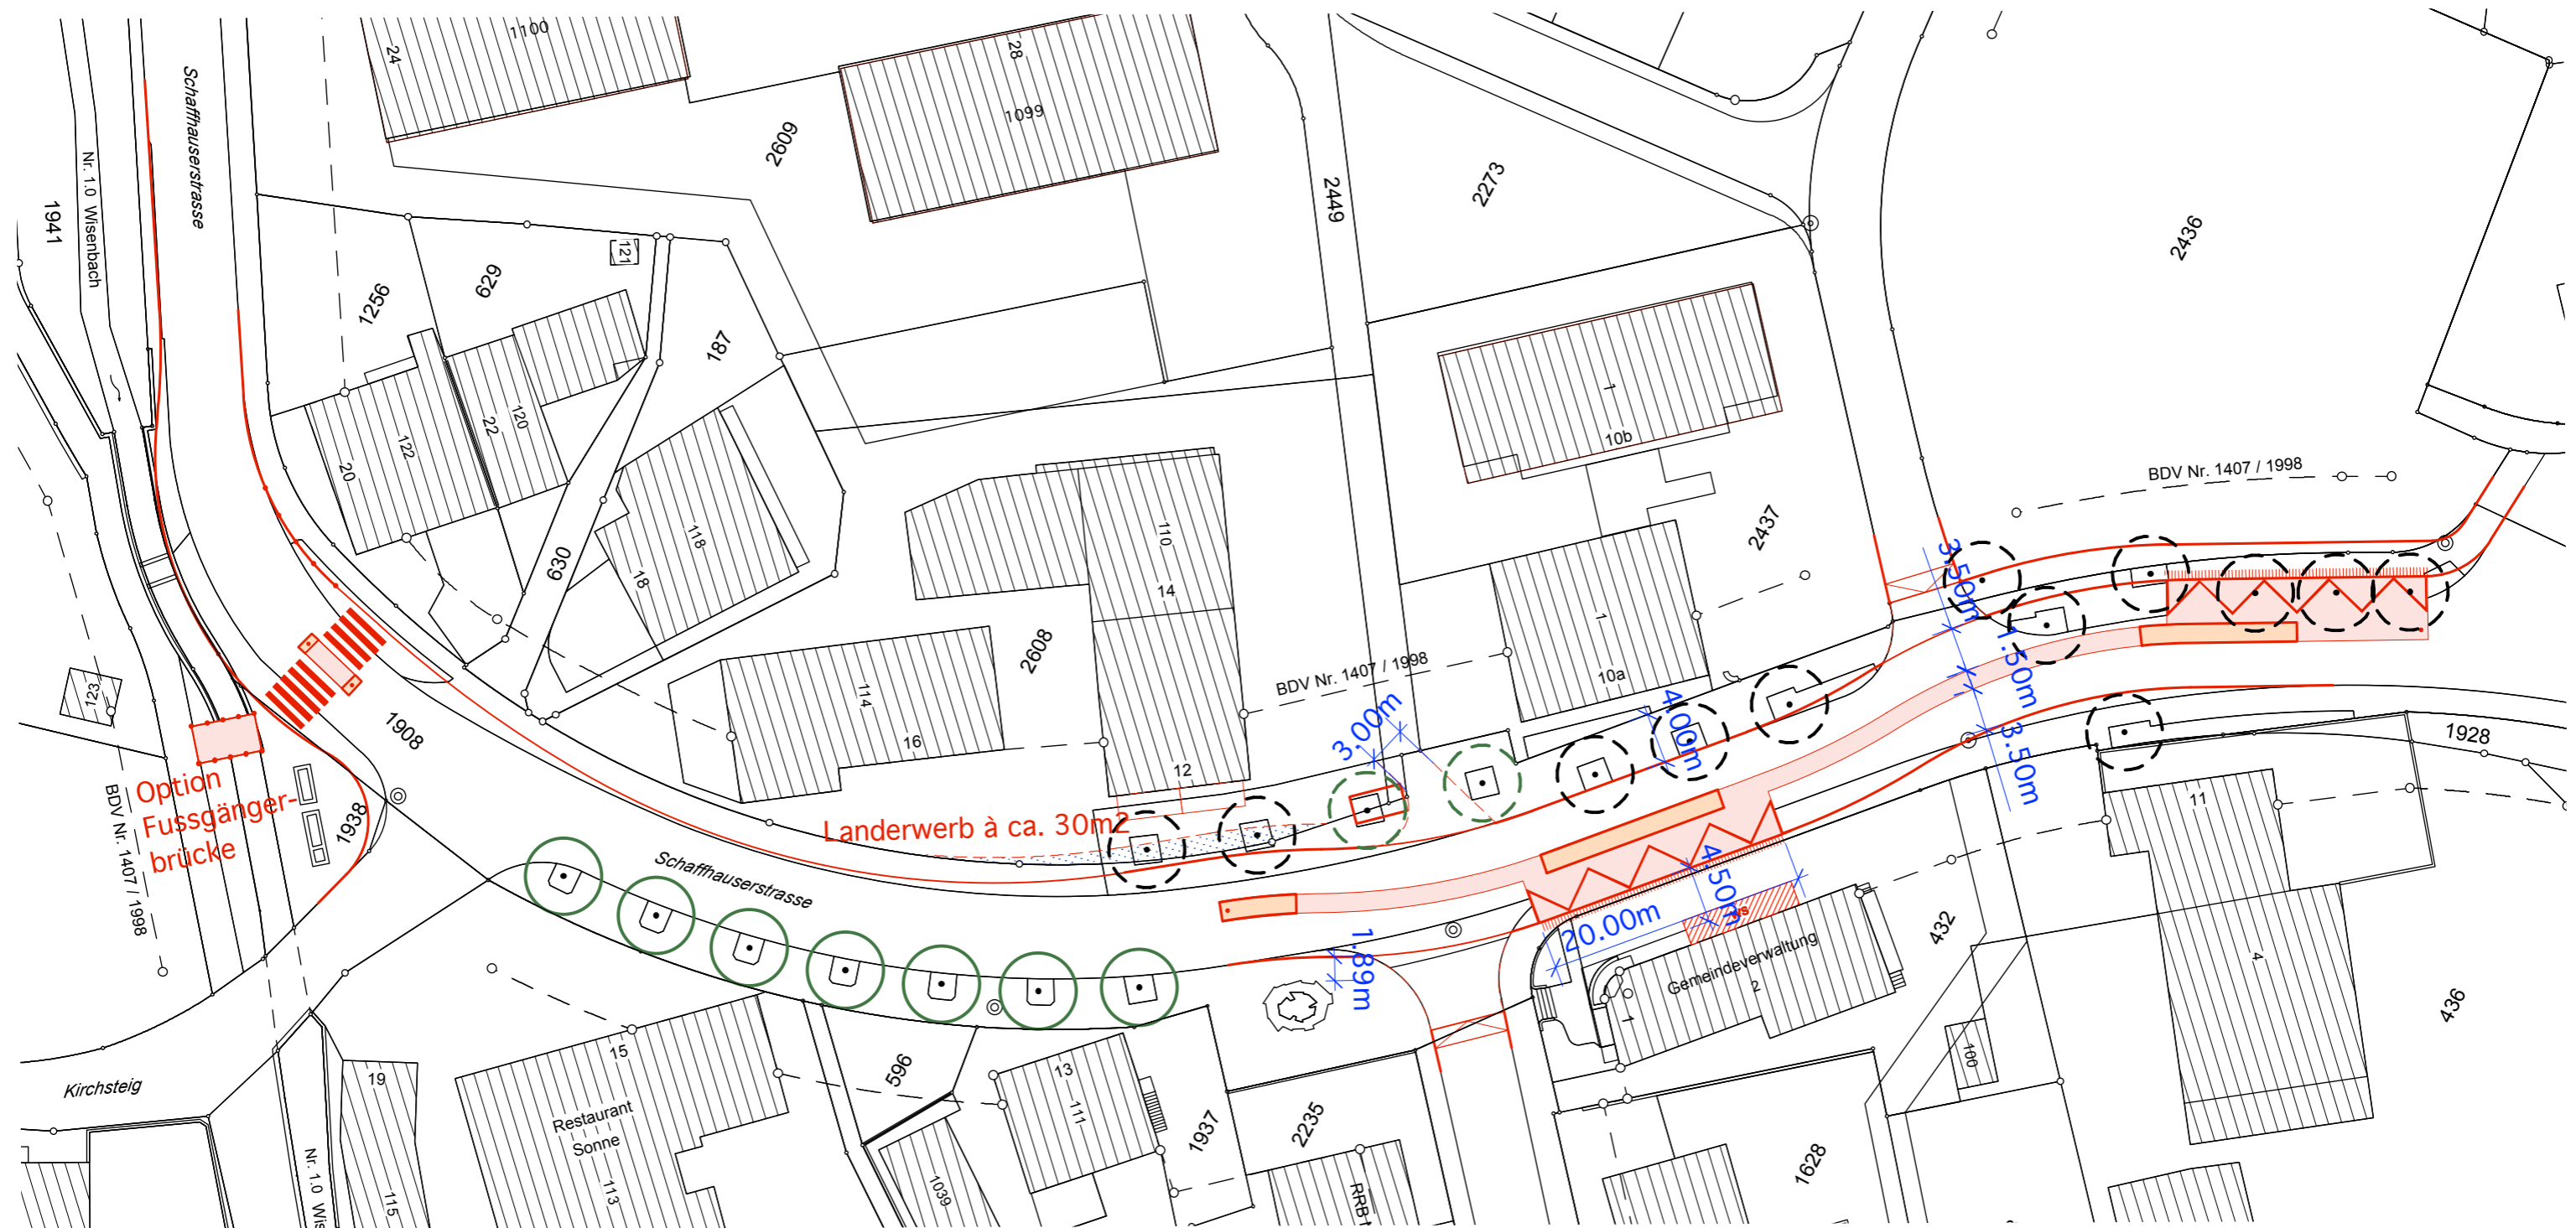 24
1100
28
1099
Schaffhauserstrasse
2609
Nr. 1.0 Wisenbach
1941
2449
2273
2436
121
629
1256
187
1
10b
122
20
22
120
BDV Nr. 1407 / 1998
118
18
630
110
14
2437
3.50m
1
10a
2608
BDV Nr. 1407 / 1998
1.50m
114
16
12
3.00m
4.00m
3.50m
1928
123
1908
Option
Fussgänger-
brücke
BDV Nr. 1407 / 1998
1938
Landerwerb à ca. 30m2
11
Schaffhauserstrasse
4.50m
20.00m
1.89m
Gemeindeverwaltung
2
432
4
436
Kirchsteig
19
15
Restaurant
Sonne
113
596
13
111
1937
2235
100
1628
Nr. 1.0
115
1039